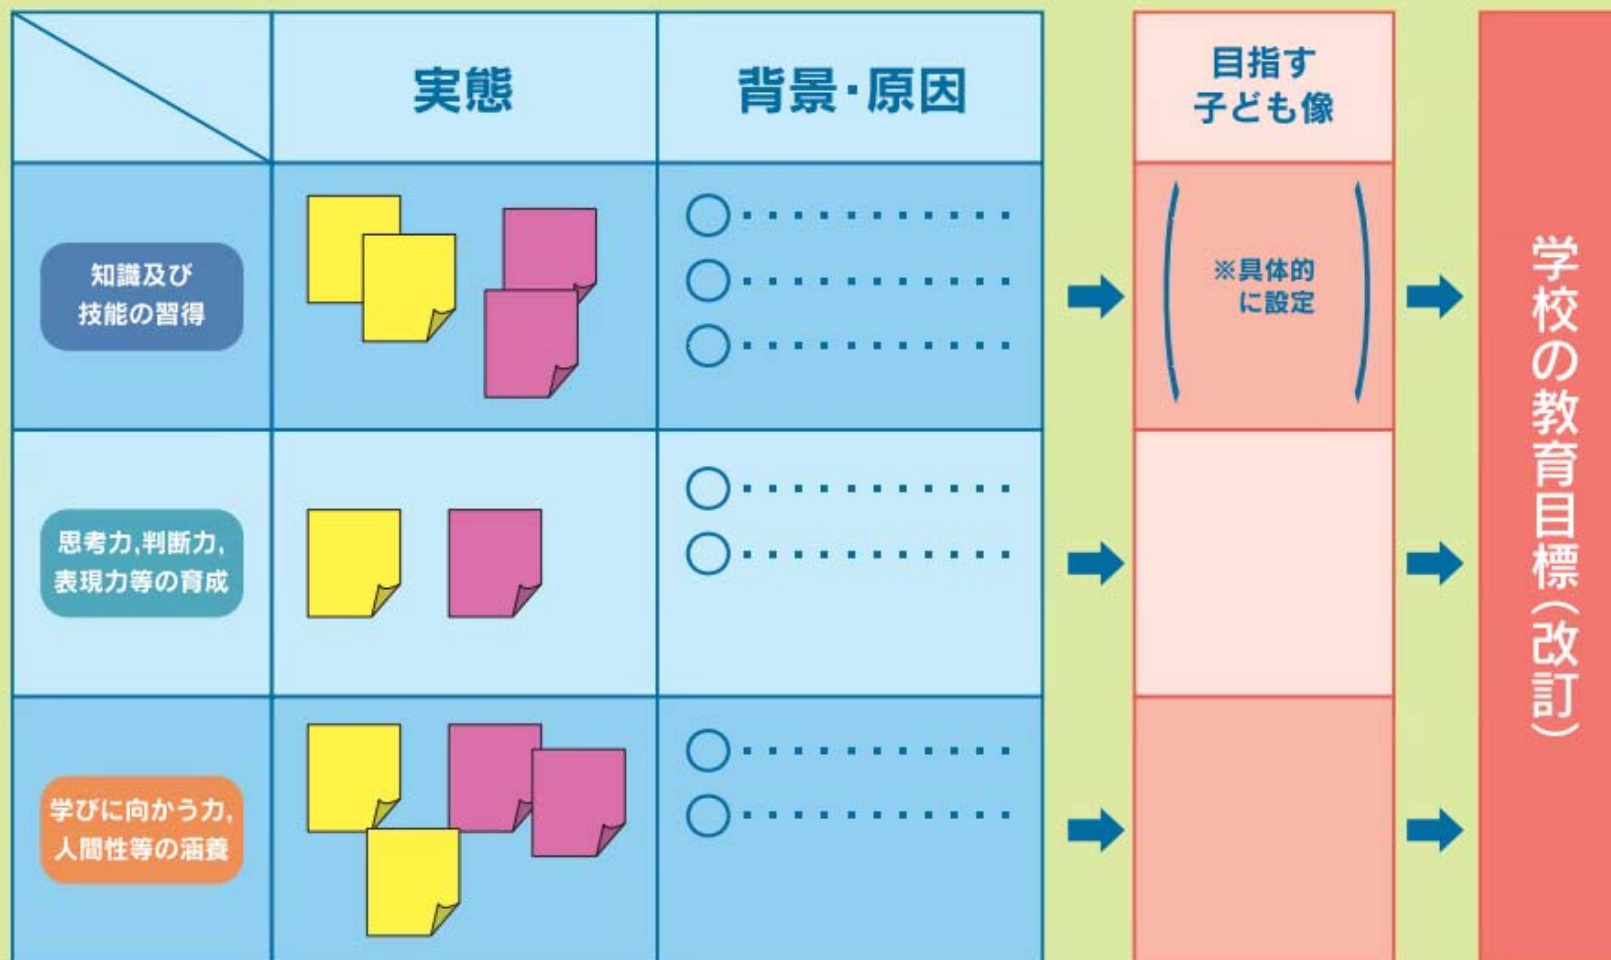 実態
背景・原因
目指す
子ども像
知識及び
技能の習得
※具体的
に設定
思考力,判断力,
表現力等の育成
学びに向かう力,
人間性等の涵養
学校の教育目標(改訂)